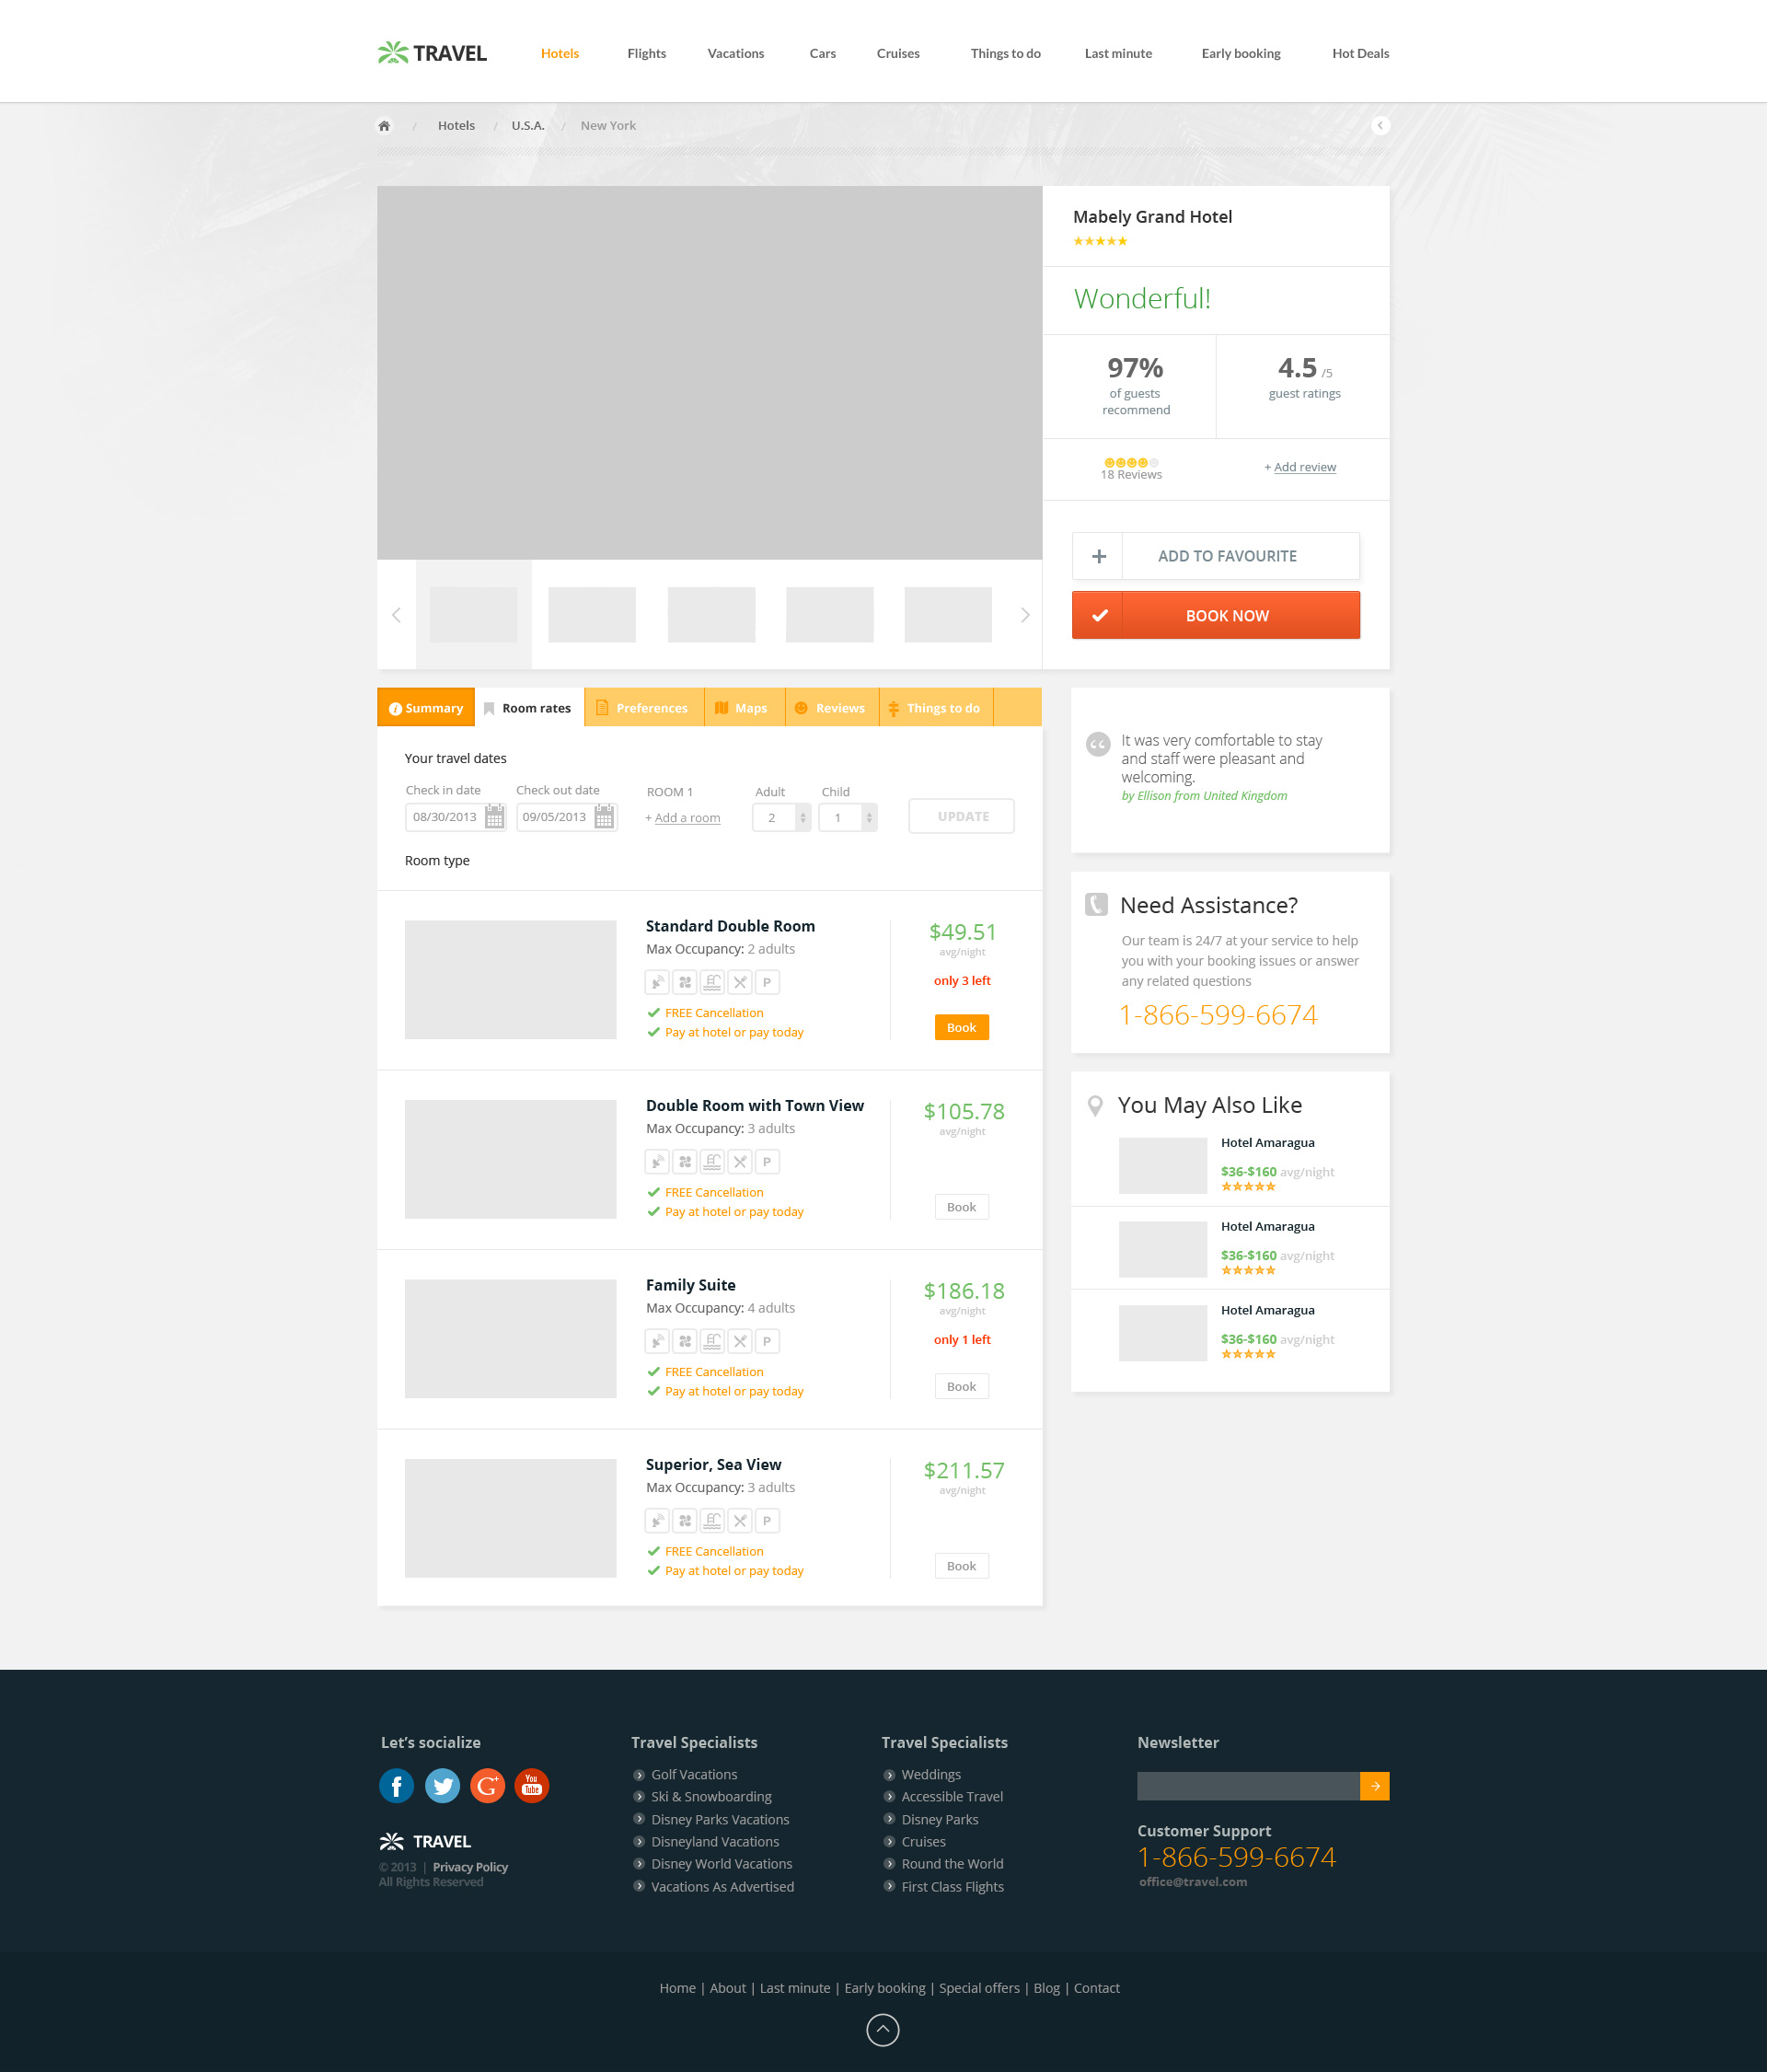 TRAVEL
Hotels Flights Vacations Cars Cruises Things to do Last minute Early booking Hot Deals
/ Hotels / U.S.A. / New York
Mabely Grand Hotel
Wonderful!
97%
of guests
recommend
4.5 /5
guest ratings
18 Reviews
+ Add review
ADD TO FAVOURITE
BOOK NOW
Summary Room rates Preferences Maps Reviews Things to do
Your travel dates
Check in date Check out date ROOM 1 Adult Child
08/30/2013 09/05/2013 + Add a room 2 1 UPDATE
Room type
Standard Double Room
Max Occupancy: 2 adults
P
FREE Cancellation
Pay at hotel or pay today
$49.51
avg/night
only 3 left
Book
Double Room with Town View
Max Occupancy: 3 adults
P
FREE Cancellation
Pay at hotel or pay today
$105.78
avg/night
Book
Family Suite
Max Occupancy: 4 adults
P
FREE Cancellation
Pay at hotel or pay today
$186.18
avg/night
only 1 left
Book
Superior, Sea View
Max Occupancy: 3 adults
P
FREE Cancellation
Pay at hotel or pay today
$211.57
avg/night
Book
It was very comfortable to stay
and staff were pleasant and
welcoming.
by Ellison from United Kingdom
Need Assistance?
Our team is 24/7 at your service to help
you with your booking issues or answer
any related questions
1-866-599-6674
You May Also Like
Hotel Amaragua
$36-$160 avg/night
Hotel Amaragua
$36-$160 avg/night
Hotel Amaragua
$36-$160 avg/night
Let’s socialize
f G+ You Tube
TRAVEL
© 2013 | Privacy Policy
All Rights Reserved
Travel Specialists
Golf Vacations
Ski & Snowboarding
Disney Parks Vacations
Disneyland Vacations
Disney World Vacations
Vacations As Advertised
Travel Specialists
Weddings
Accessible Travel
Disney Parks
Cruises
Round the World
First Class Flights
Newsletter
Customer Support
1-866-599-6674
office@travel.com
Home | About | Last minute | Early booking | Special offers | Blog | Contact